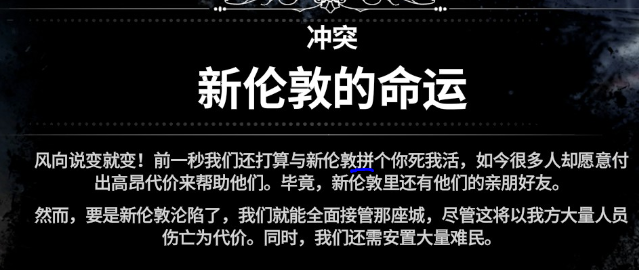 冲突
新伦敦的命运
风向说变就变！前一秒我们还打算与新伦敦拼个你死我活，如今很多人却愿意付
出高昂代价来帮助他们。毕竟，新伦敦里还有他们的亲朋好友。
然而，要是新伦敦沦陷了，我们就能全面接管那座城，尽管这将以我方大量人员
伤亡为代价。同时，我们还需安置大量难民。